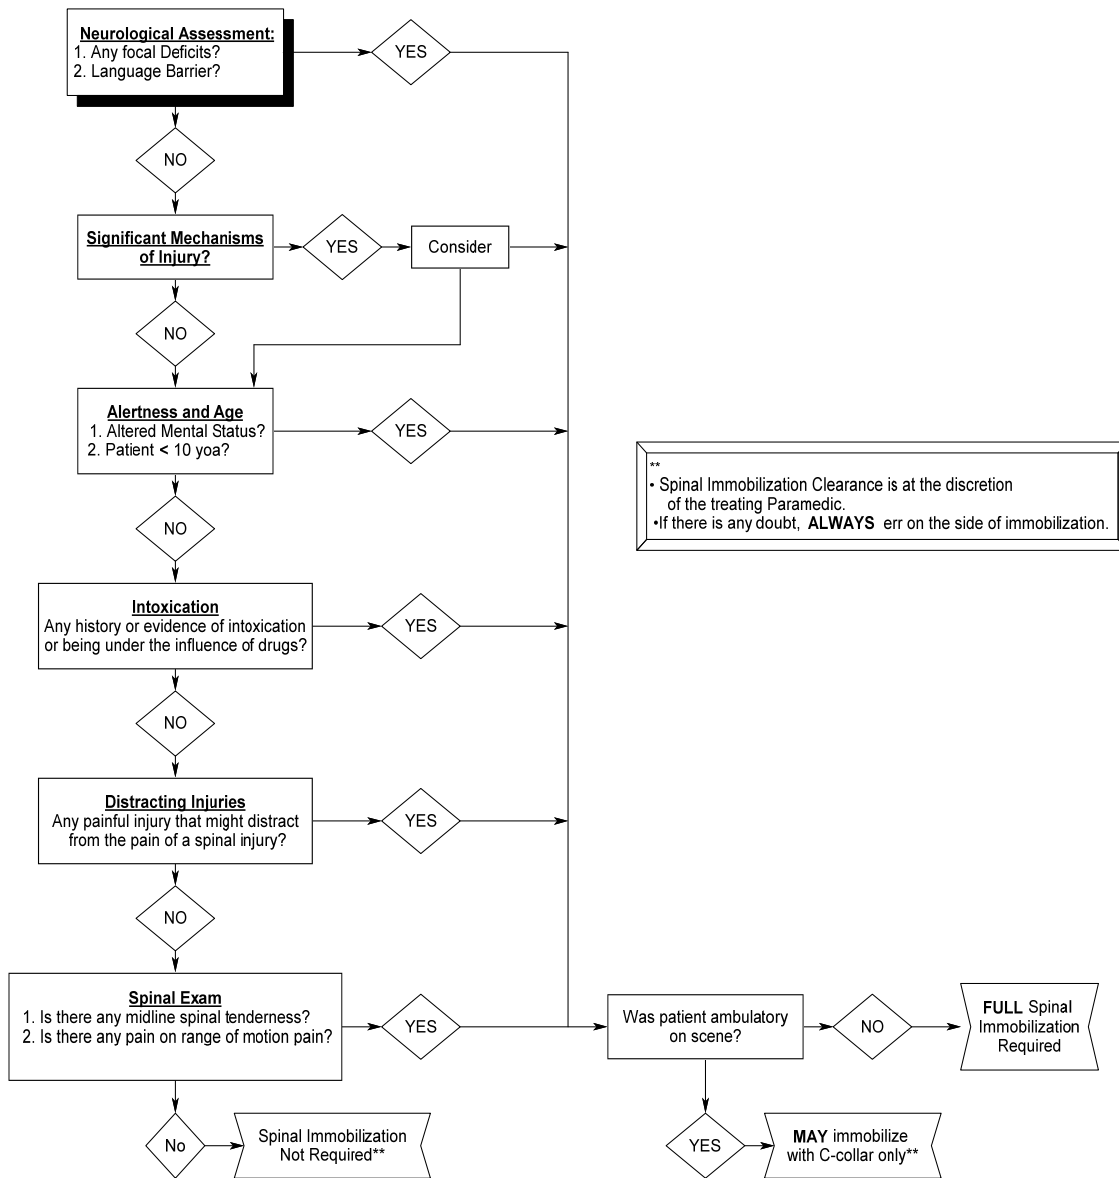 Neurological Assessment:
1. Any focal Deficits?
2. Language Barrier?
YES
NO
Significant Mechanisms
of Injury?
YES
Consider
NO
Alertness and Age
1. Altered Mental Status?
2. Patient < 10 yoa?
YES
**
• Spinal Immobilization Clearance is at the discretion
of the treating Paramedic.
•If there is any doubt, ALWAYS err on the side of immobilization.
NO
Intoxication
Any history or evidence of intoxication
or being under the influence of drugs?
YES
NO
Distracting Injuries
Any painful injury that might distract
from the pain of a spinal injury?
YES
NO
Spinal Exam
1. Is there any midline spinal tenderness?
2. Is there any pain on range of motion pain?
YES
Was patient ambulatory
on scene?
NO
FULL Spinal
Immobilization
Required
No
Spinal Immobilization
Not Required**
YES
MAY immobilize
with C-collar only**